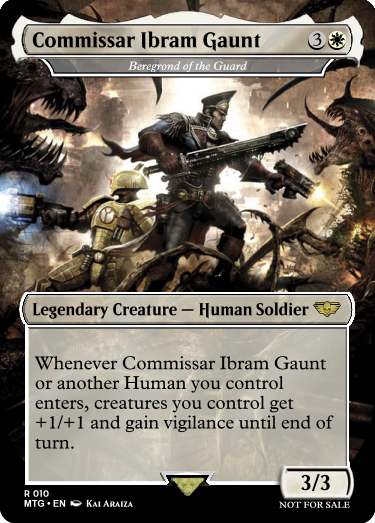 Commissar Ibram Gaunt 3
Beregrond of the Guard
Legendary Creature — Human Soldier
Whenever Commissar Ibram Gaunt
or another Human you control
enters, creatures you control get
+1/+1 and gain vigilance until end of
turn.
3/3
R 010
MTG • EN Kai Araiza
NOT FOR SALE